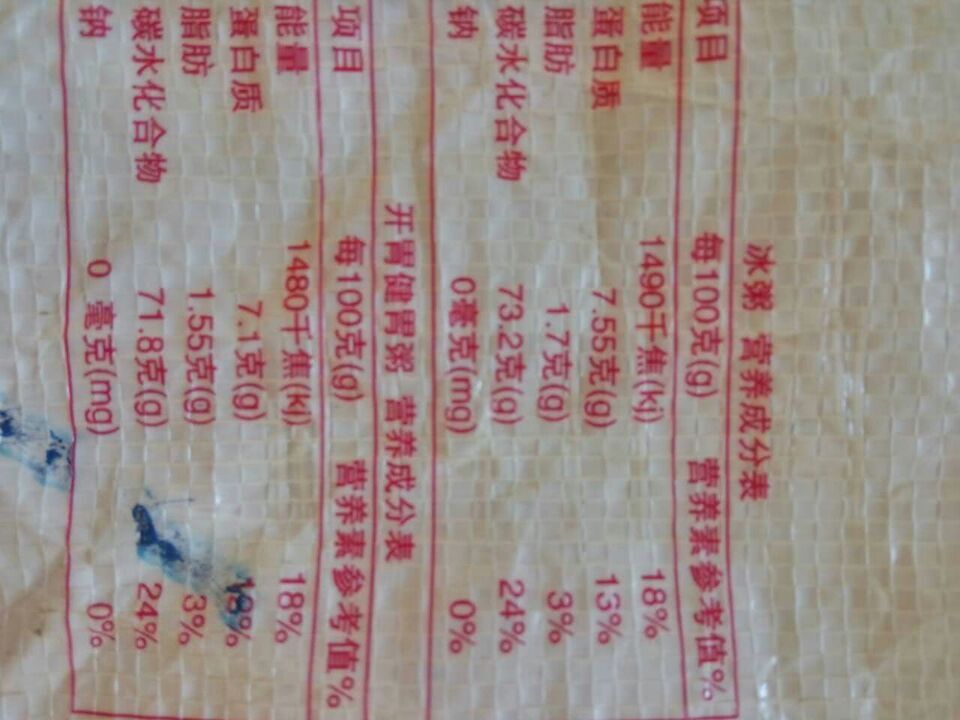 冰粥 营养成分表
项目 每100克(g) 营养素参考值%
能量 1490千焦(kj) 18%
蛋白质 7.55克(g) 13%
脂肪 1.7克(g) 3%
碳水化合物 73.2克(g) 24%
钠 0毫克(mg) 0%
开胃健胃粥 营养成分表
项目 每100克(g) 营养素参考值%
能量 1480千焦(kj) 18%
蛋白质 7.1克(g)
脂肪 1.55克(g) 3%
碳水化合物 71.8克(g) 24%
钠 0 毫克(mg) 0%